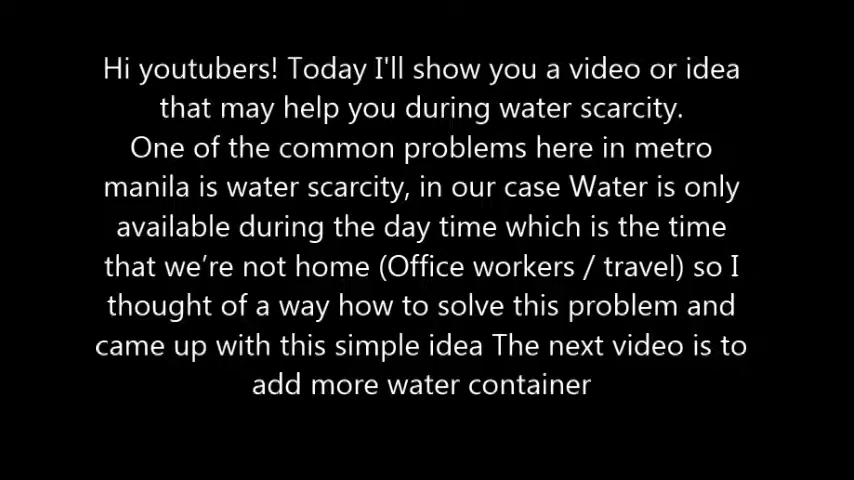 Hi youtubers! Today I'll show you a video or idea
that may help you during water scarcity.
One of the common problems here in metro
manila is water scarcity, in our case Water is only
available during the day time which is the time
that we’re not home (Office workers / travel) so I
thought of a way how to solve this problem and
came up with this simple idea The next video is to
add more water container